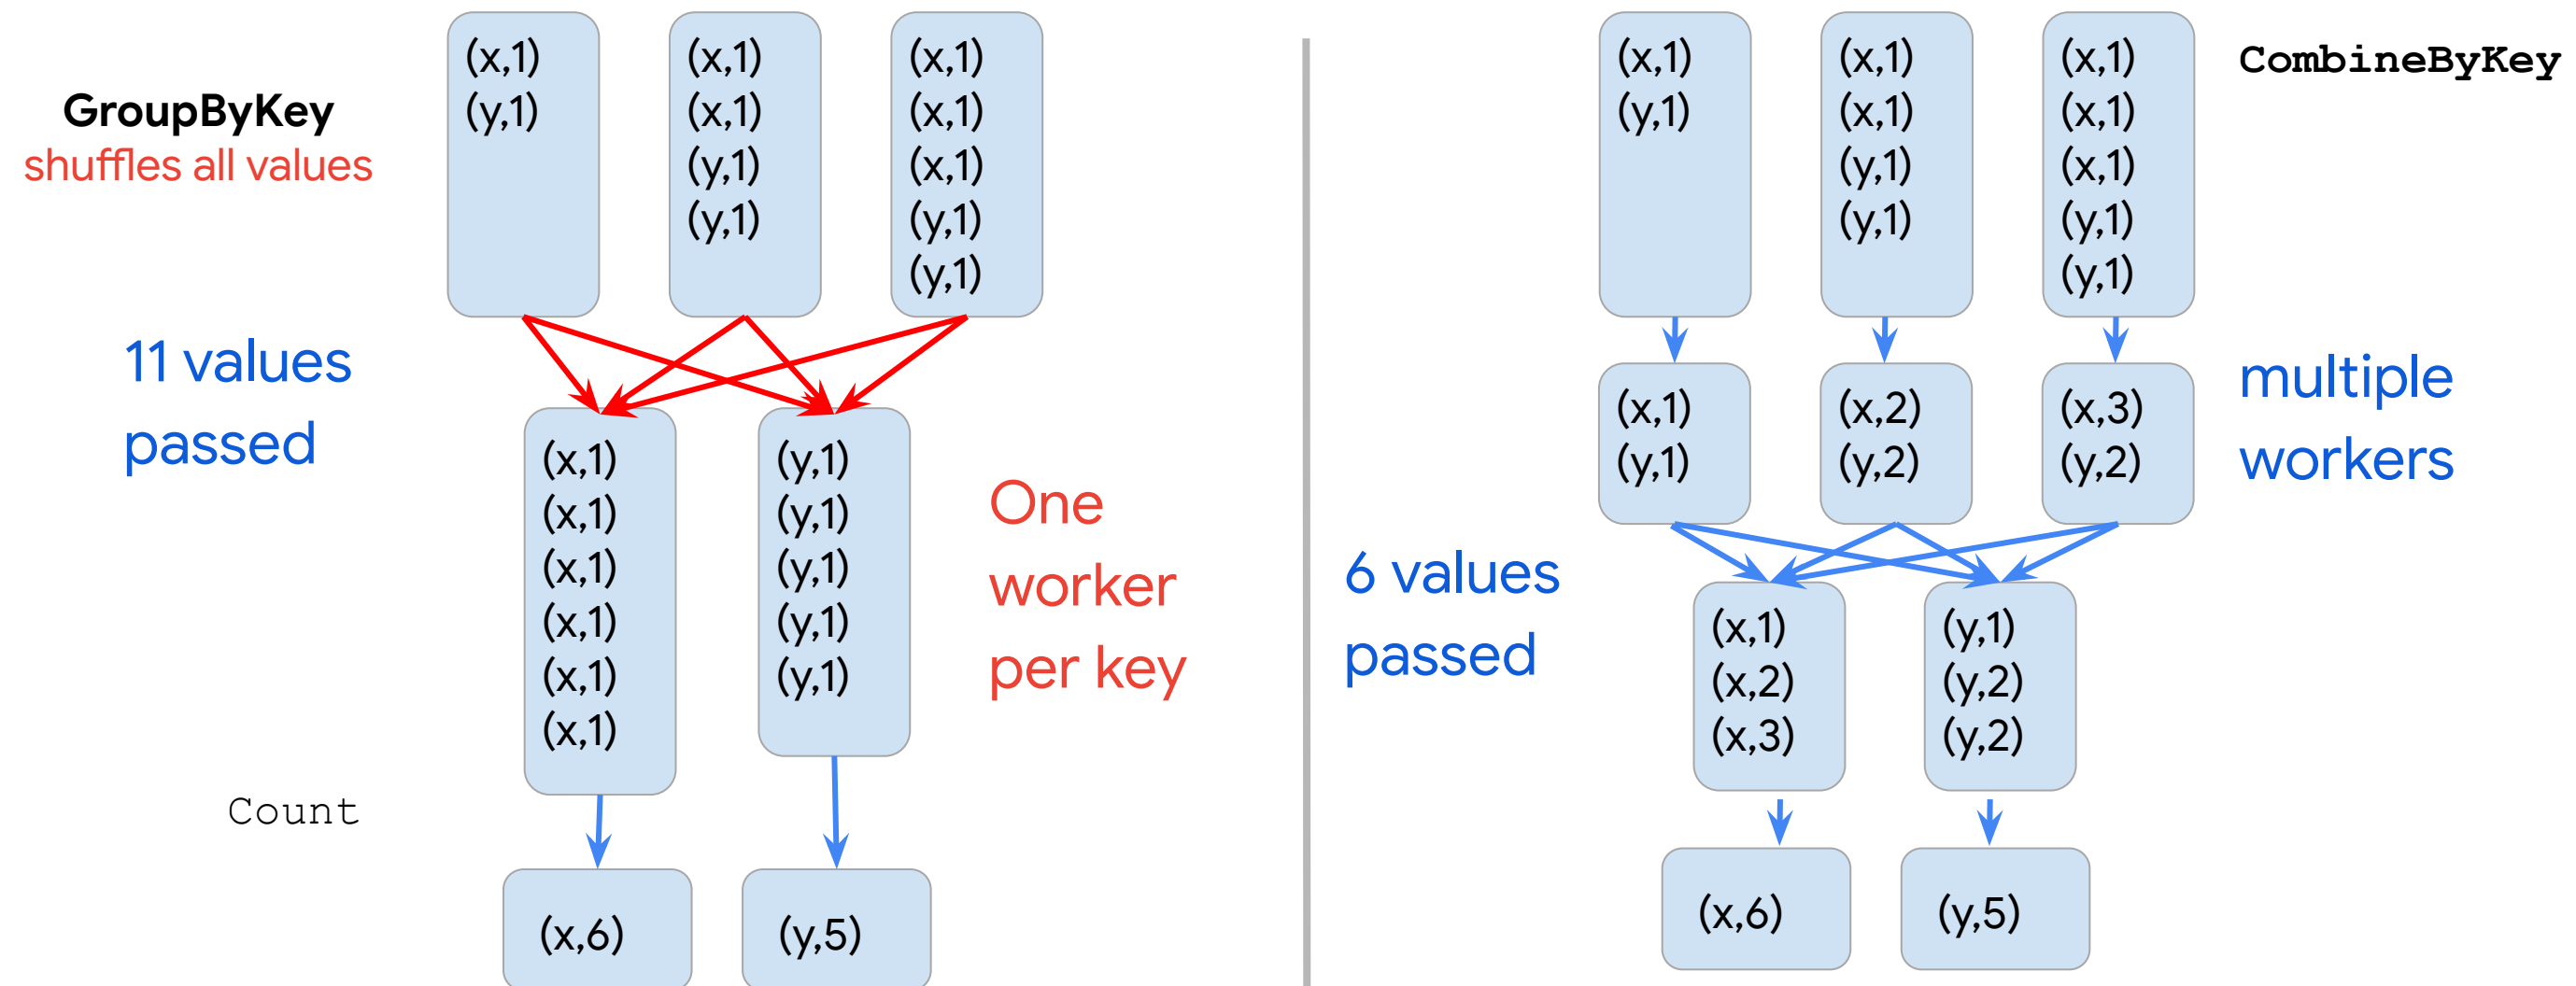 GroupByKey
shuffles all values
(x,1)
(y,1)
(x,1)
(x,1)
(y,1)
(y,1)
(x,1)
(x,1)
(x,1)
(y,1)
(y,1)
11 values
passed
(x,1)
(x,1)
(x,1)
(x,1)
(x,1)
(x,1)
(y,1)
(y,1)
(y,1)
(y,1)
(y,1)
One
worker
per key
Count
(x,6)
(y,5)
CombineByKey
(x,1)
(y,1)
(x,1)
(x,1)
(y,1)
(y,1)
(x,1)
(x,1)
(x,1)
(y,1)
(y,1)
(x,1)
(y,1)
(x,2)
(y,2)
(x,3)
(y,2)
multiple
workers
6 values
passed
(x,1)
(x,2)
(x,3)
(y,1)
(y,2)
(y,2)
(x,6)
(y,5)